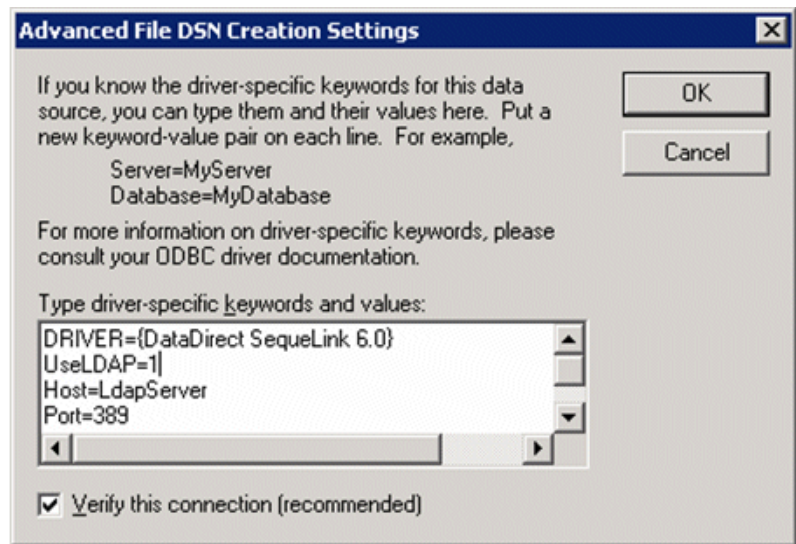 Advanced File DSN Creation Settings
If you know the driver-specific keywords for this data
source, you can type them and their values here. Put a
new keyword-value pair on each line. For example,
Server=MyServer
Database=MyDatabase
For more information on driver-specific keywords, please
consult your ODBC driver documentation.
Type driver-specific keywords and values:
DRIVER={DataDirect SequeLink 6.0}
UseLDAP=1
Host=LdapServer
Port=389
Verify this connection (recommended)
OK
Cancel